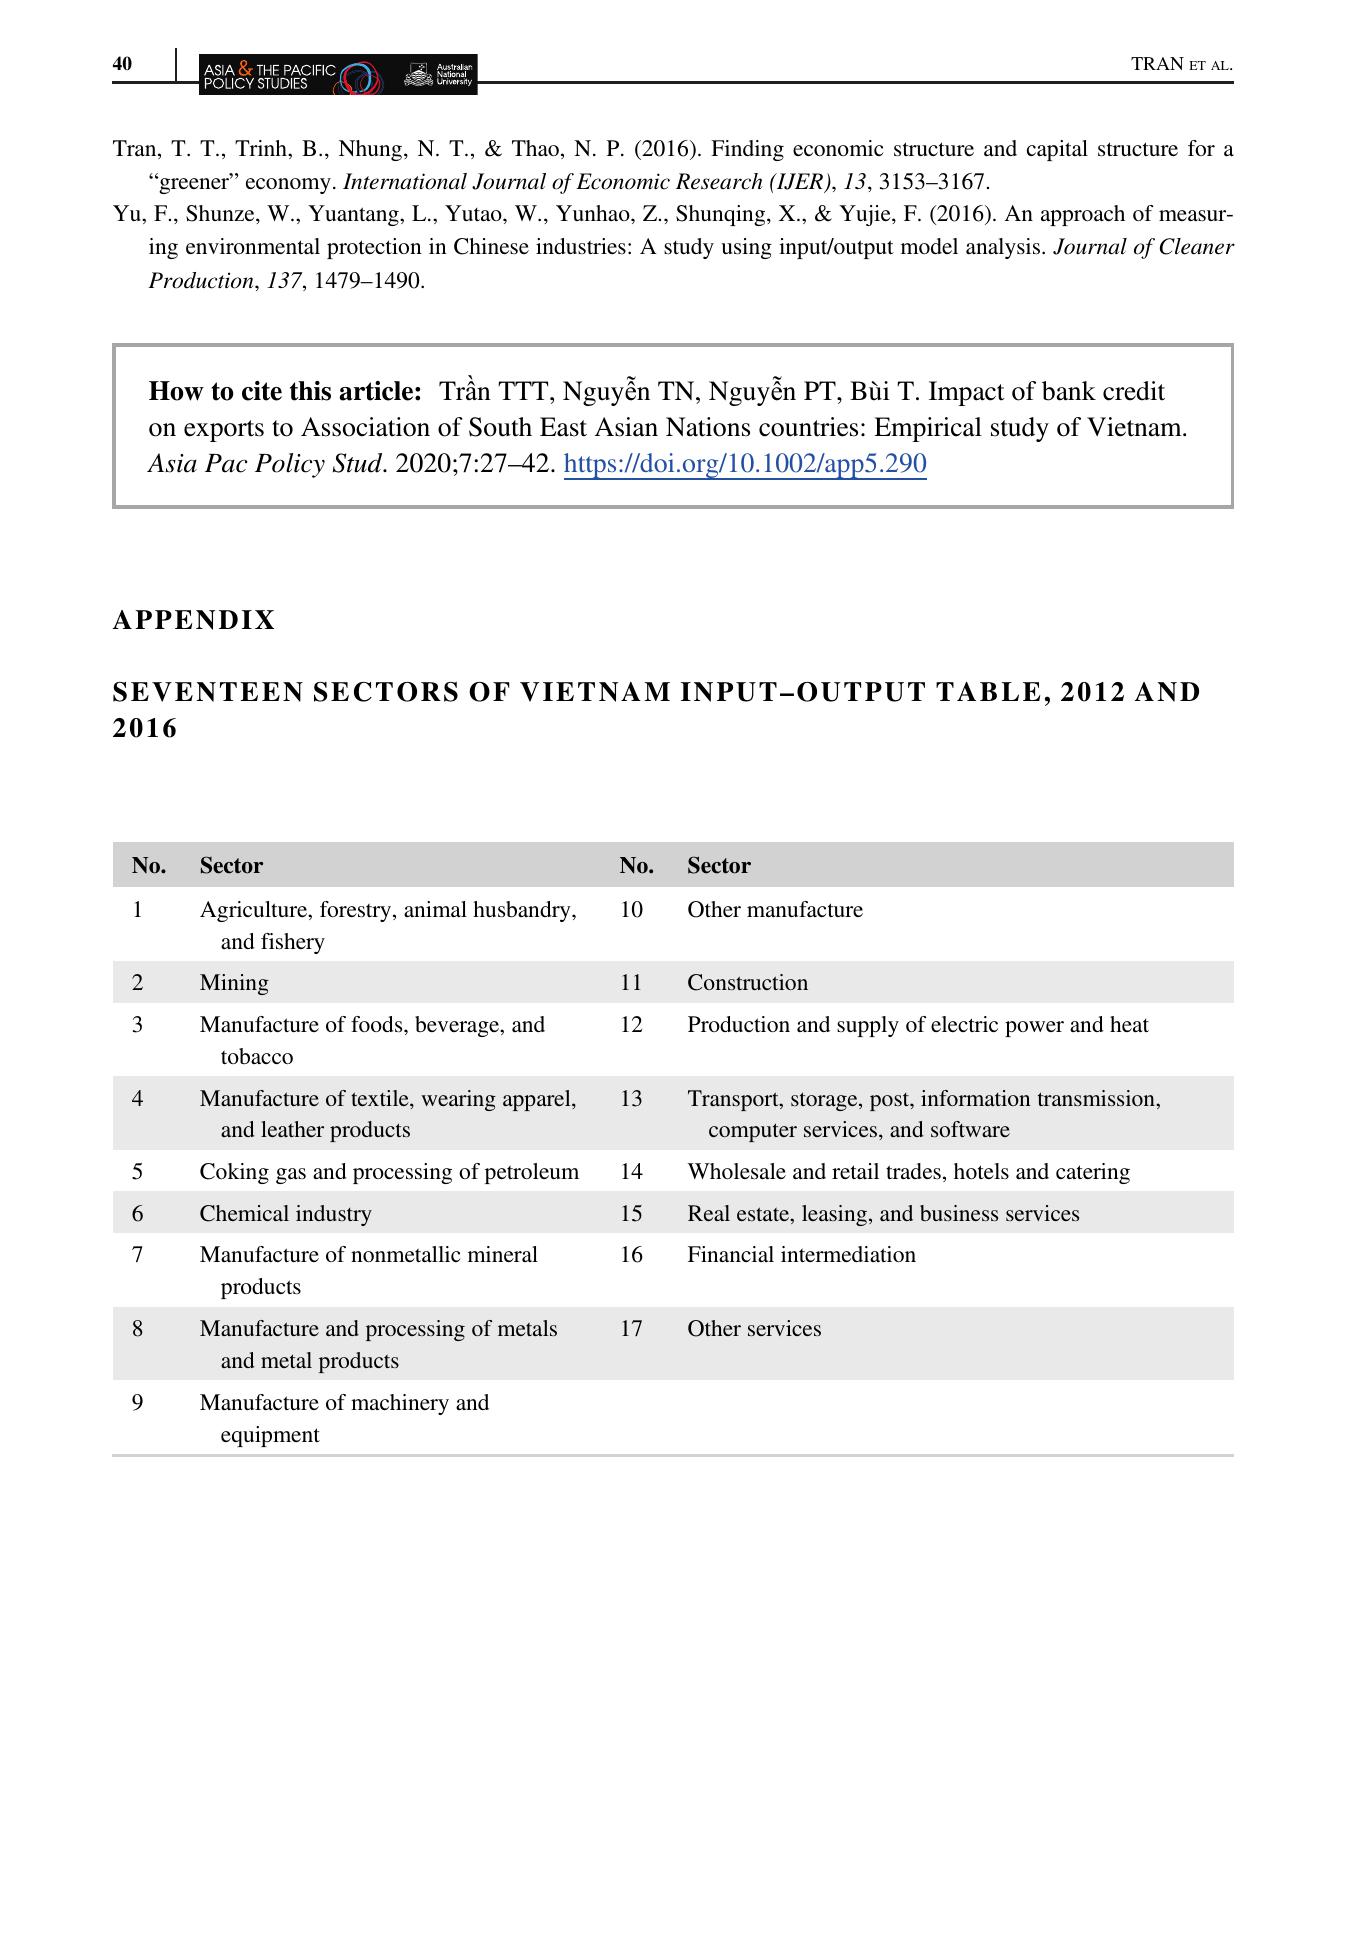 40
ASIA & THE PACIFIC
POLICY STUDIES
Australian
National
University
TRAN ET AL.
Tran, T. T., Trinh, B., Nhung, N. T., & Thao, N. P. (2016). Finding economic structure and capital structure for a
“greener” economy. International Journal of Economic Research (IJER), 13, 3153–3167.
Yu, F., Shunze, W., Yuantang, L., Yutao, W., Yunhao, Z., Shunqing, X., & Yujie, F. (2016). An approach of measur-
ing environmental protection in Chinese industries: A study using input/output model analysis. Journal of Cleaner
Production, 137, 1479–1490.
How to cite this article: Trần TTT, Nguyễn TN, Nguyễn PT, Bùi T. Impact of bank credit
on exports to Association of South East Asian Nations countries: Empirical study of Vietnam.
Asia Pac Policy Stud. 2020;7:27–42. https://doi.org/10.1002/app5.290
APPENDIX
SEVENTEEN SECTORS OF VIETNAM INPUT–OUTPUT TABLE, 2012 AND
2016
No. Sector No. Sector
1 Agriculture, forestry, animal husbandry, 10 Other manufacture
and fishery
2 Mining 11 Construction
3 Manufacture of foods, beverage, and 12 Production and supply of electric power and heat
tobacco
4 Manufacture of textile, wearing apparel, 13 Transport, storage, post, information transmission,
and leather products computer services, and software
5 Coking gas and processing of petroleum 14 Wholesale and retail trades, hotels and catering
6 Chemical industry 15 Real estate, leasing, and business services
7 Manufacture of nonmetallic mineral 16 Financial intermediation
products
8 Manufacture and processing of metals 17 Other services
and metal products
9 Manufacture of machinery and
equipment